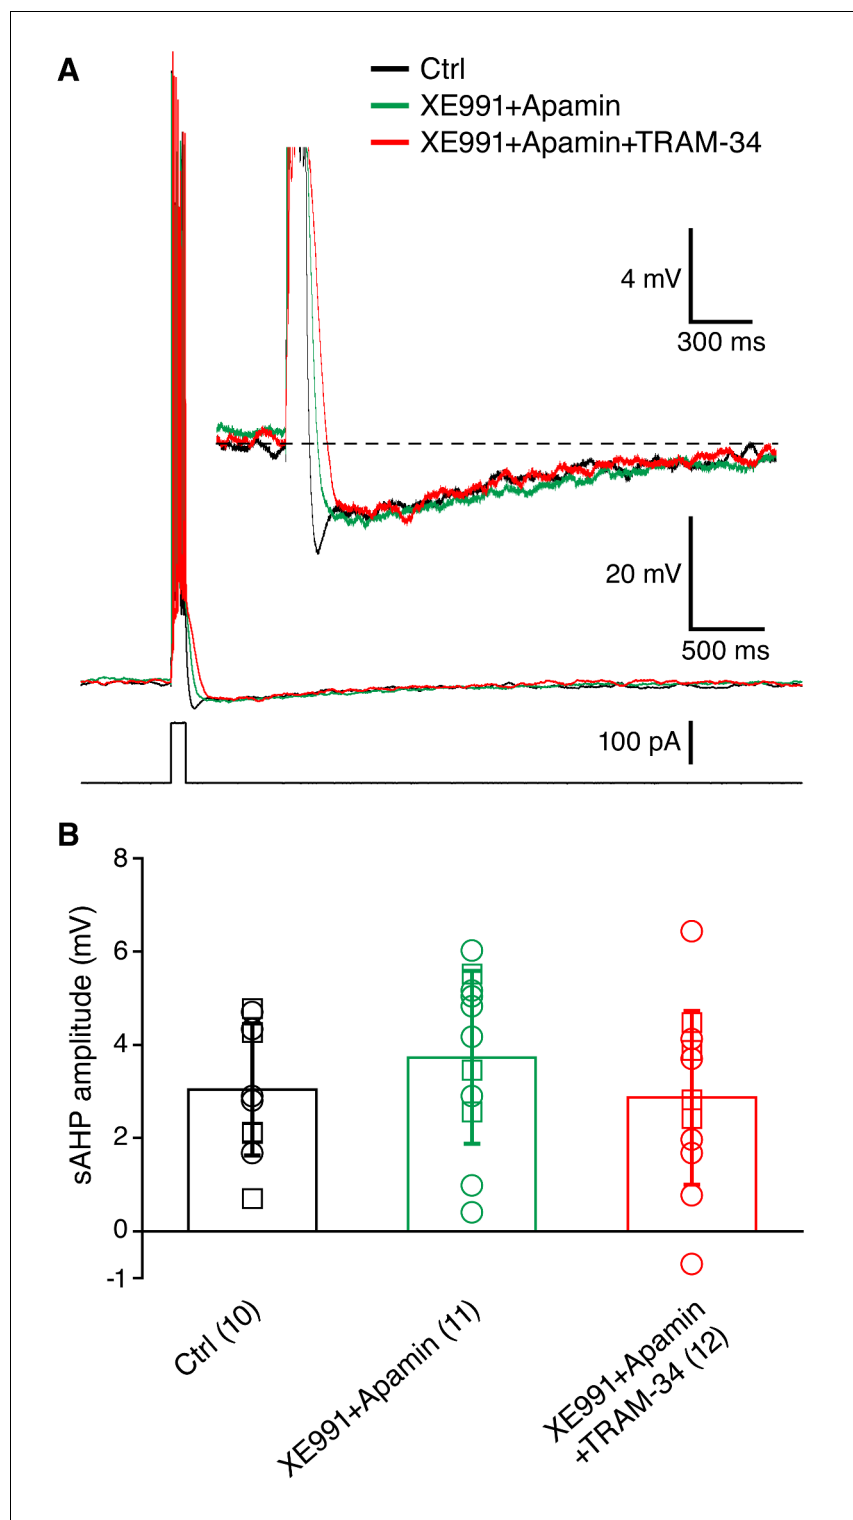 A
Ctrl
XE991+Apamin
XE991+Apamin+TRAM-34
4 mV
300 ms
20 mV
500 ms
100 pA
B
sAHP amplitude (mV)
8
6
4
2
0
-1
Ctrl (10)
XE991+Apamin (11)
XE991+Apamin
+TRAM-34 (12)